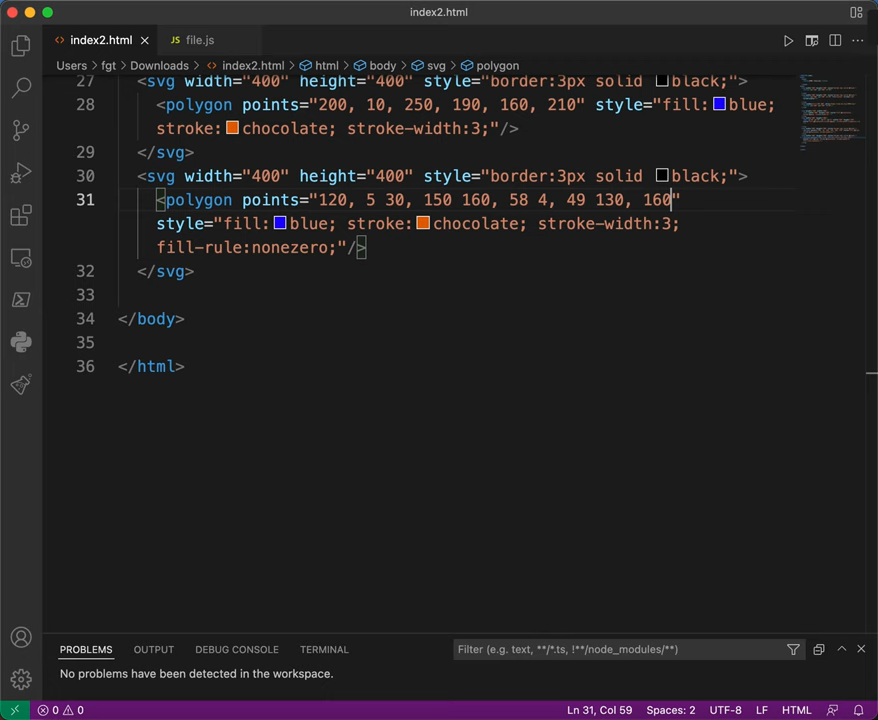 index2.html
index2.html
JS file.js
Users > fgt > Downloads > index2.html > html > body > svg > polygon
27 <svg width="400" height="400" style="border:3px solid black;">
28 <polygon points="200, 10, 250, 190, 160, 210" style="fill:blue;
stroke:chocolate; stroke-width:3;"/>
29 </svg>
30 <svg width="400" height="400" style="border:3px solid black;">
31 <polygon points="120, 5 30, 150 160, 58 4, 49 130, 160"
style="fill:blue; stroke:chocolate; stroke-width:3;
fill-rule:nonezero;"/>
32 </svg>
33
34 </body>
35
36 </html>
PROBLEMS OUTPUT DEBUG CONSOLE TERMINAL
Filter (e.g. text, **/*.ts, !**/node_modules/**)
No problems have been detected in the workspace.
0 0 Ln 31, Col 59 Spaces: 2 UTF-8 LF HTML